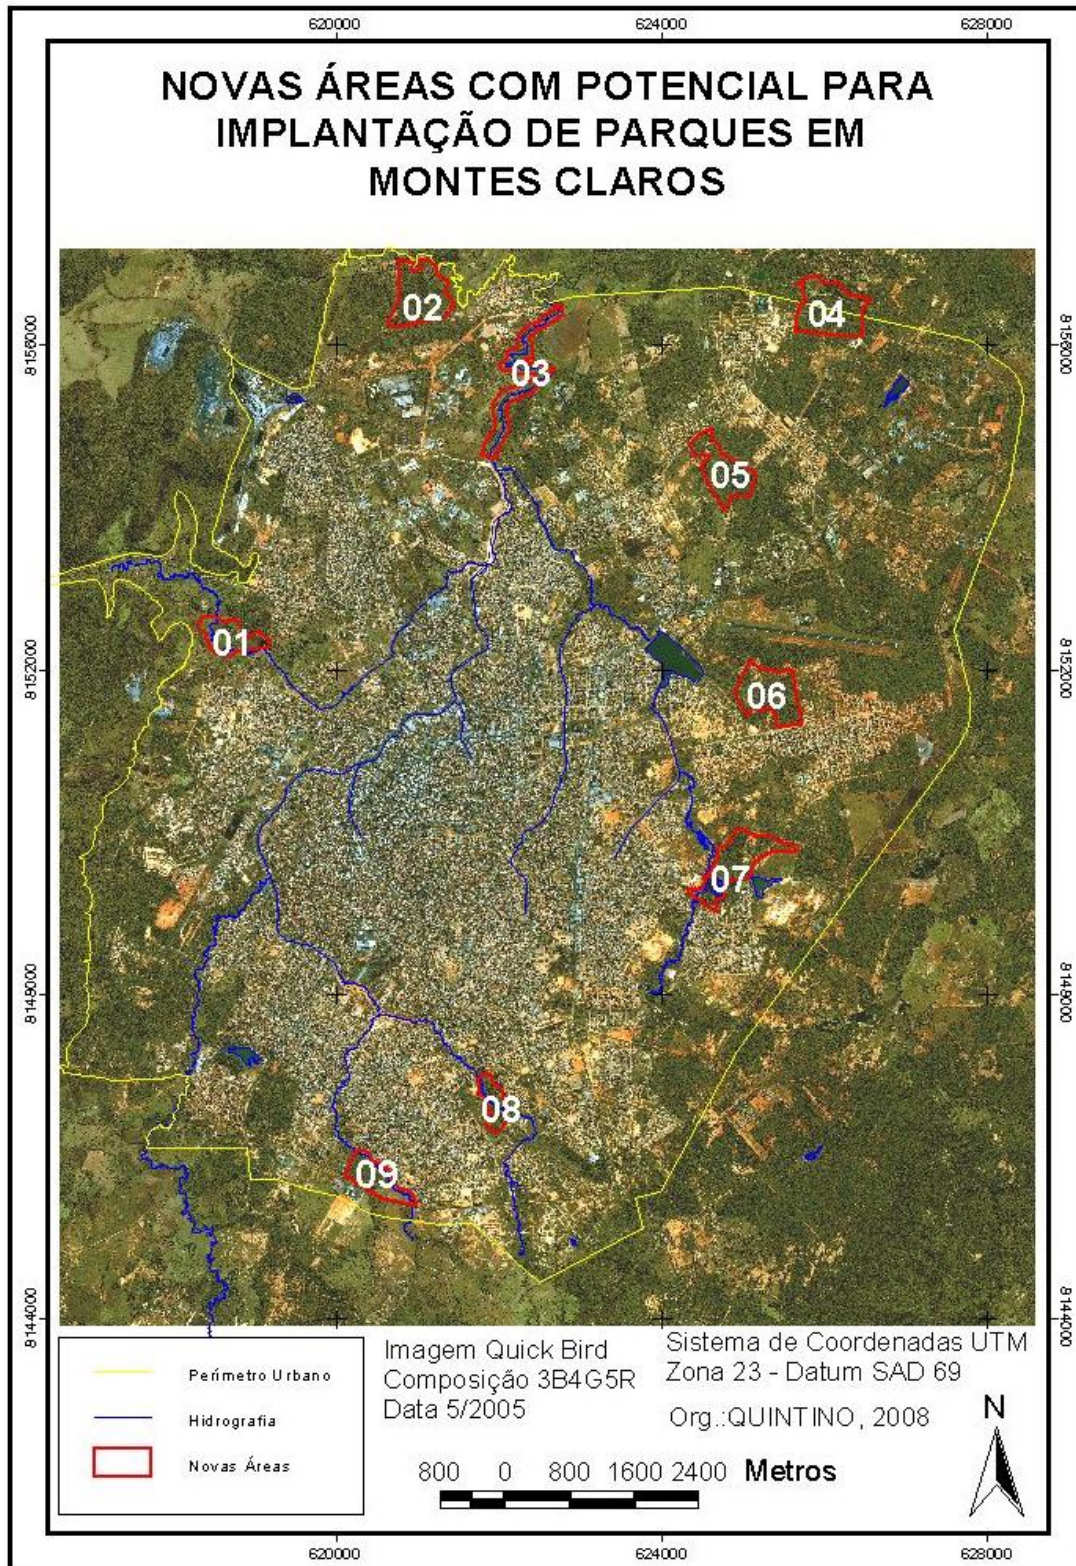 620000 624000 628000
NOVAS ÁREAS COM POTENCIAL PARA
IMPLANTAÇÃO DE PARQUES EM
MONTES CLAROS
02
04
8156000 8156000
03
05
01
8152000 8152000
06
07
8148000 8148000
08
09
8144000 8144000
Perímetro Urbano
Hidrografia
Novas Áreas
Imagem Quick Bird
Composição 3B4G5R
Data 5/2005
Sistema de Coordenadas UTM
Zona 23 - Datum SAD 69
Org.:QUINTINO, 2008
N
800 0 800 1600 2400 Metros
620000 624000 628000